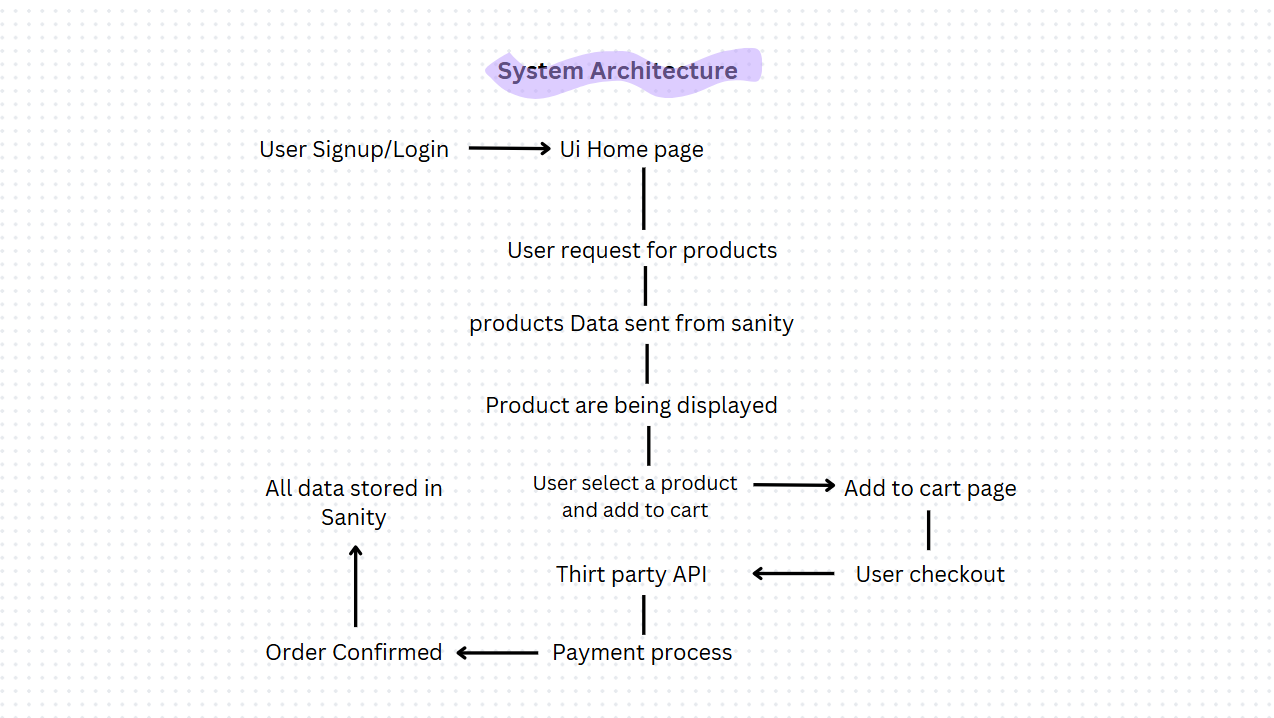 System Architecture
User Signup/Login
Ui Home page
User request for products
products Data sent from sanity
Product are being displayed
User select a product
and add to cart
Add to cart page
User checkout
Thirt party API
Payment process
Order Confirmed
All data stored in
Sanity